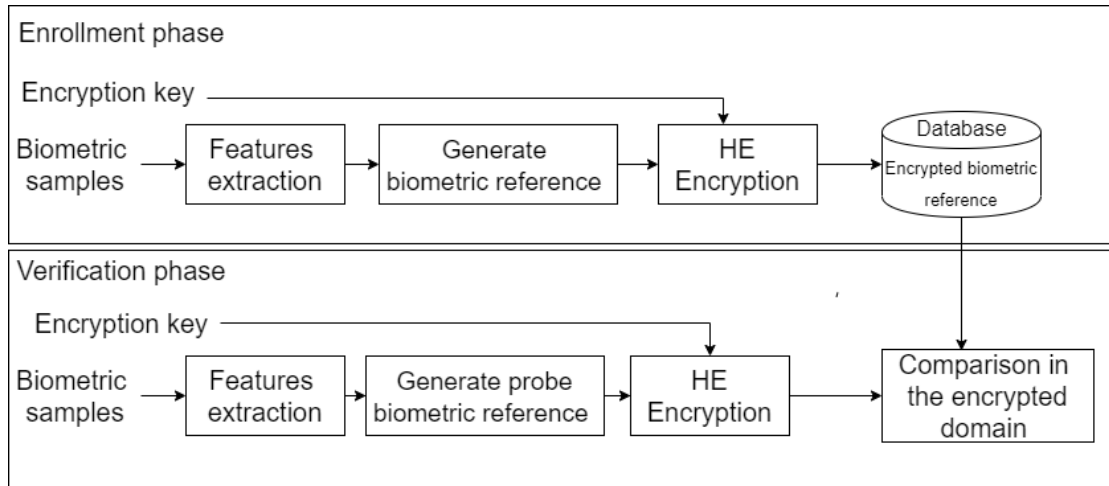 Enrollment phase
Encryption key
Biometric
samples
Features
extraction
Generate
biometric reference
HE
Encryption
Database
Encrypted biometric
reference
Verification phase
Encryption key
Biometric
samples
Features
extraction
Generate probe
biometric reference
HE
Encryption
Comparison in
the encrypted
domain